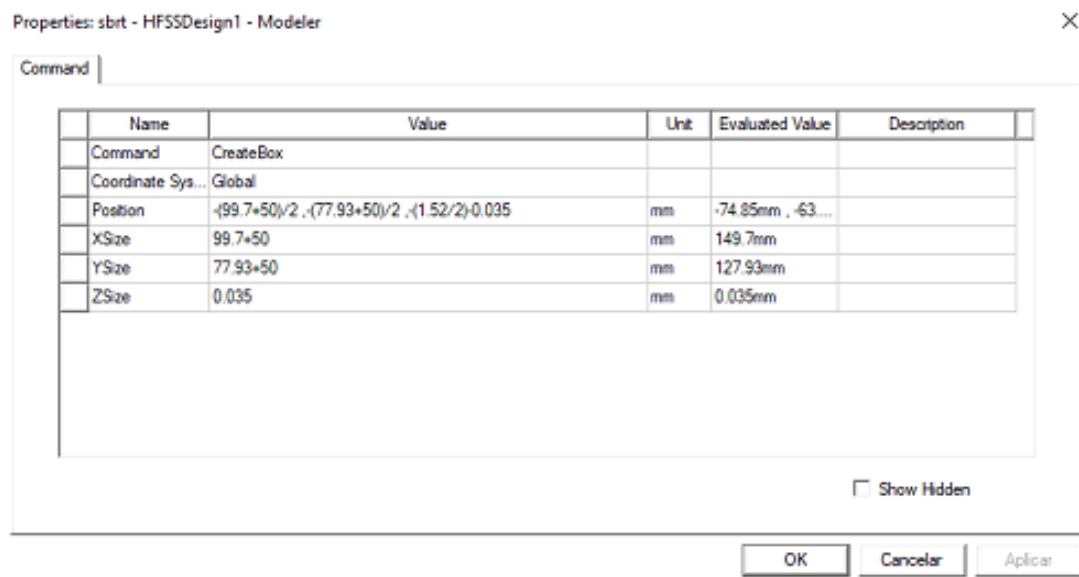 Properties: sbrt - HFSSDesign1 - Modeler
Command
Name Value Unit Evaluated Value Description
Command CreateBox
Coordinate Sys... Global
Position -(99.7+50)/2 ,-(77.93+50)/2 ,-(1.52/2)-0.035 mm -74.85mm , -63....
XSize 99.7+50 mm 149.7mm
YSize 77.93+50 mm 127.93mm
ZSize 0.035 mm 0.035mm
Show Hidden
OK Cancelar Aplicar